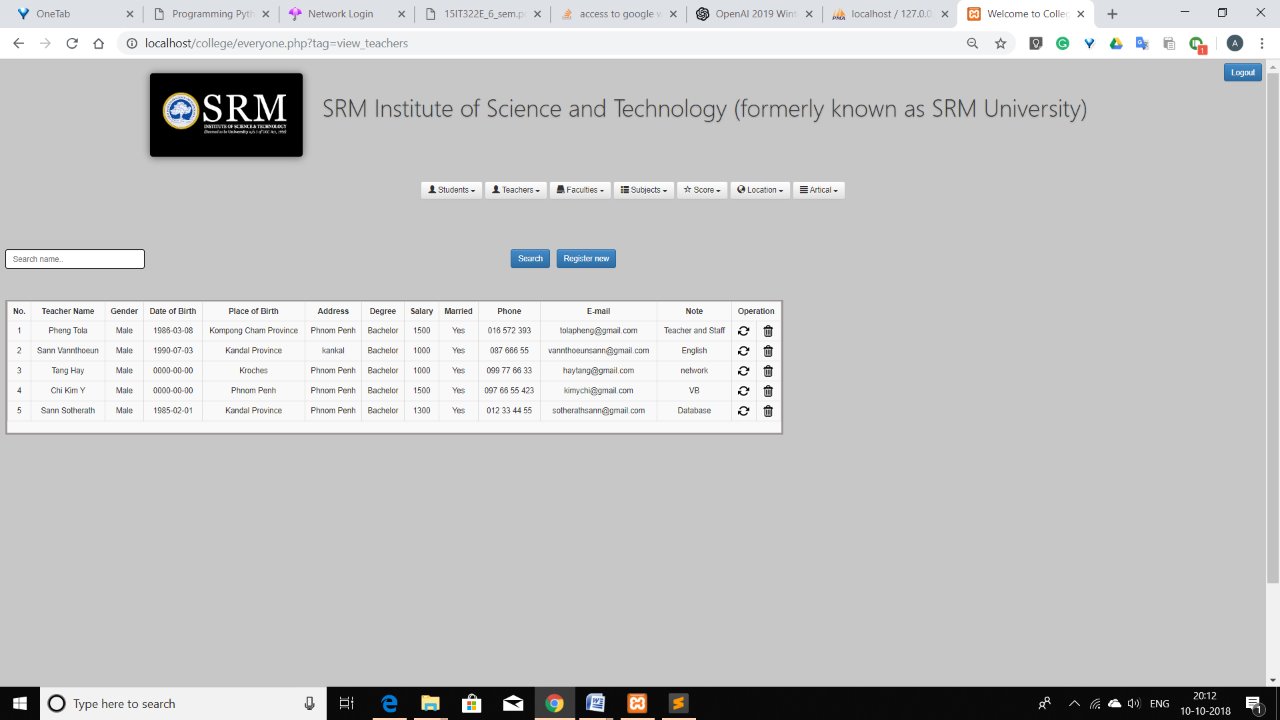 OneTab Programming Pyth Network Login 1SIT322E_6_sem.p access to google w OpenAI 2019 Wint localhost / 127.0.0. Welcome to Colleg
localhost/college/everyone.php?tag=view_teachers A 1
Logout
SRM
INSTITUTE OF SCIENCE & TECHNOLOGY
SRM Institute of Science and Technology (formerly known as SRM University)
Students Teachers Faculties Subjects Score Location Artical
Search name.. Search Register new
No. Teacher Name Gender Date of Birth Place of Birth Address Degree Salary Married Phone E-mail Note Operation
1 Pheng Tola Male 1986-03-08 Kompong Cham Province Phnom Penh Bachelor 1500 Yes 016 572 393 tolapheng@gmail.com Teacher and Staff
2 Sann Vannthoeun Male 1990-07-03 Kandal Province kankal Bachelor 1000 Yes 097 666 55 vannthoeunsann@gmail.com English
3 Tang Hay Male 0000-00-00 Kroches Phnom Penh Bachelor 1000 Yes 099 77 66 33 haytang@gmail.com network
4 Chi Kim Y Male 0000-00-00 Phnom Penh Phnom Penh Bachelor 1500 Yes 097 66 55 423 kimychi@gmail.com VB
5 Sann Sotherath Male 1985-02-01 Kandal Province Phnom Penh Bachelor 1300 Yes 012 33 44 55 sotherathsann@gmail.com Database
Type here to search ENG 20:12
10-10-2018 1